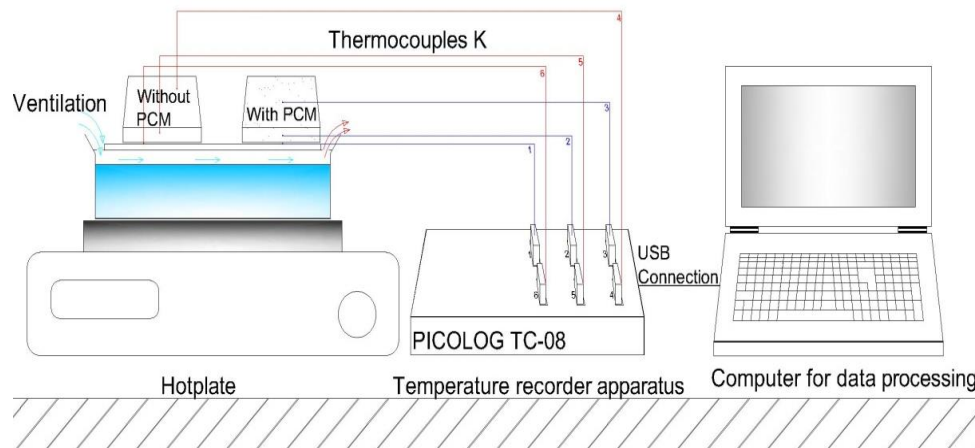 4
Thermocouples K
5
6
Without
PCM
With PCM
Ventilation
3
2
1
1
2
3
6
5
4
USB
Connection
PICOLOG TC-08
Hotplate
Temperature recorder apparatus
Computer for data processing